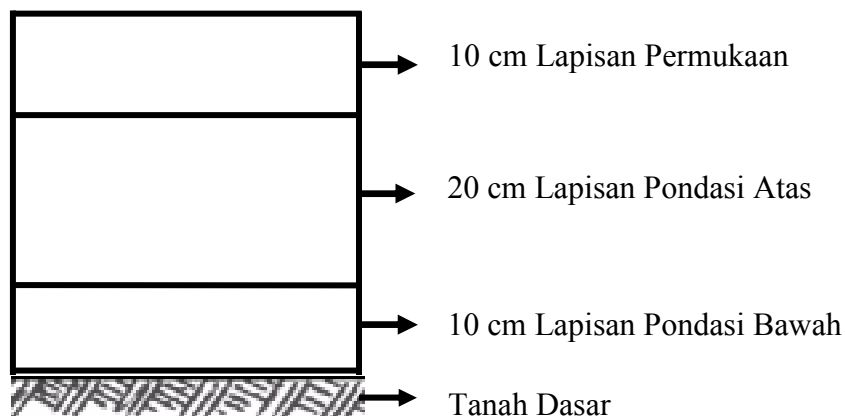 10 cm Lapisan Permukaan
20 cm Lapisan Pondasi Atas
10 cm Lapisan Pondasi Bawah
Tanah Dasar